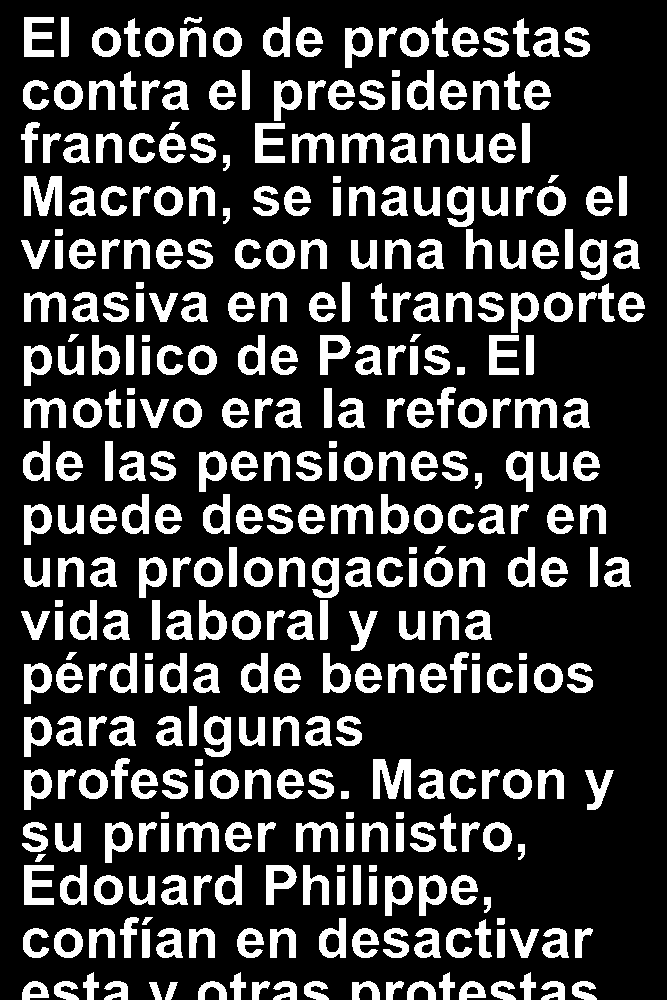 El otoño de protestas
contra el presidente
francés, Emmanuel
Macron, se inauguró el
viernes con una huelga
masiva en el transporte
público de París. El
motivo era la reforma
de las pensiones, que
puede desembocar en
una prolongación de la
vida laboral y una
pérdida de beneficios
para algunas
profesiones. Macron y
su primer ministro,
Édouard Philippe,
confían en desactivar
esta y otras protestas